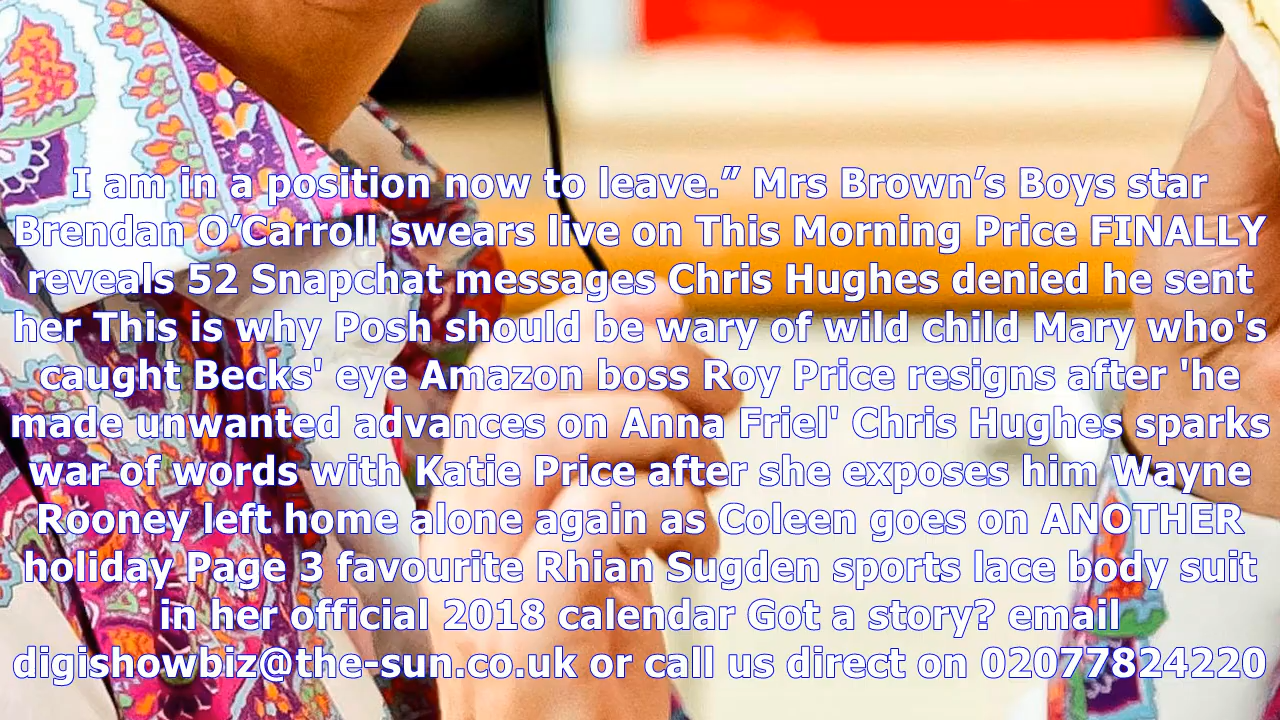 I am in a position now to leave.” Mrs Brown’s Boys star
Brendan O’Carroll swears live on This Morning Price FINALLY
reveals 52 Snapchat messages Chris Hughes denied he sent
her This is why Posh should be wary of wild child Mary who's
caught Becks' eye Amazon boss Roy Price resigns after 'he
made unwanted advances on Anna Friel' Chris Hughes sparks
war of words with Katie Price after she exposes him Wayne
Rooney left home alone again as Coleen goes on ANOTHER
holiday Page 3 favourite Rhian Sugden sports lace body suit
in her official 2018 calendar Got a story? email
digishowbiz@the-sun.co.uk or call us direct on 02077824220